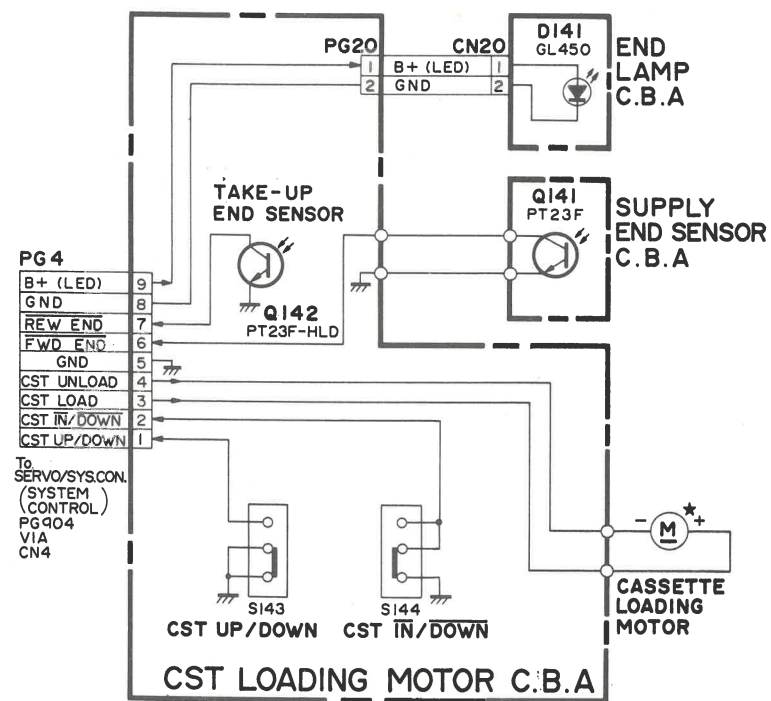 D141
GL450
END
LAMP
C.B.A
PG20
CN20
1 B+ (LED) 1
2 GND 2
TAKE-UP
END SENSOR
Q142
PT23F-HLD
Q141
PT23F
SUPPLY
END SENSOR
C.B.A
PG4
B+ (LED) 9
GND 8
REW END 7
FWD END 6
GND 5
CST UNLOAD 4
CST LOAD 3
CST IN/DOWN 2
CST UP/DOWN 1
To
SERVO/SYS.CON.
(SYSTEM
CONTROL)
PG904
VIA
CN4
S143
CST UP/DOWN
S144
CST IN/DOWN
- M ★ +
CASSETTE
LOADING
MOTOR
CST LOADING MOTOR C.B.A